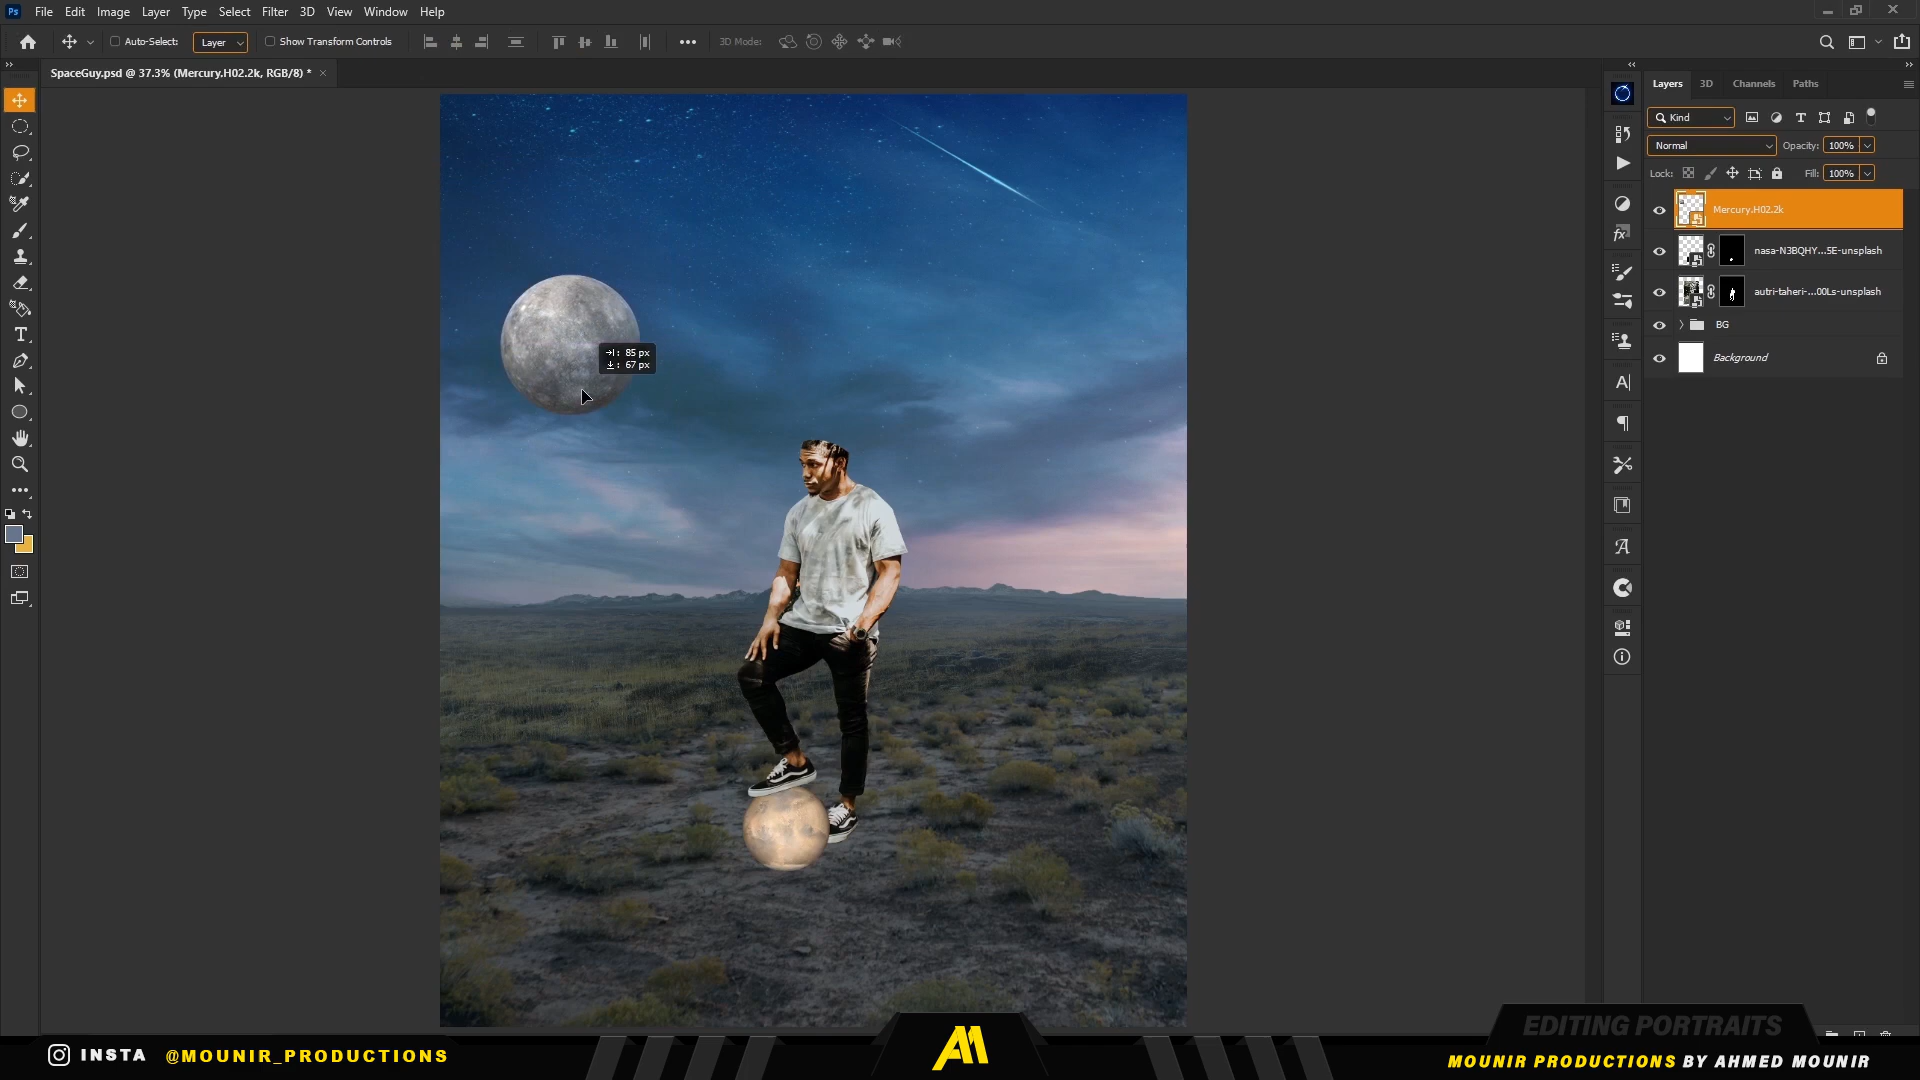 Ps File Edit Image Layer Type Select Filter 3D View Window Help
Auto-Select: Layer Show Transform Controls 3D Mode:
SpaceGuy.psd @ 37.3% (Mercury.H02.2k, RGB/8) *
Layers 3D Channels Paths
Kind
Normal Opacity: 100%
Lock: Fill: 100%
Mercury.H02.2k
nasa-N3BQHY...5E-unsplash
autri-taheri-...00Ls-unsplash
BG
Background
: 85 px
: 67 px
EDITING PORTRAITS
INSTA @MOUNIR_PRODUCTIONS
MOUNIR PRODUCTIONS BY AHMED MOUNIR